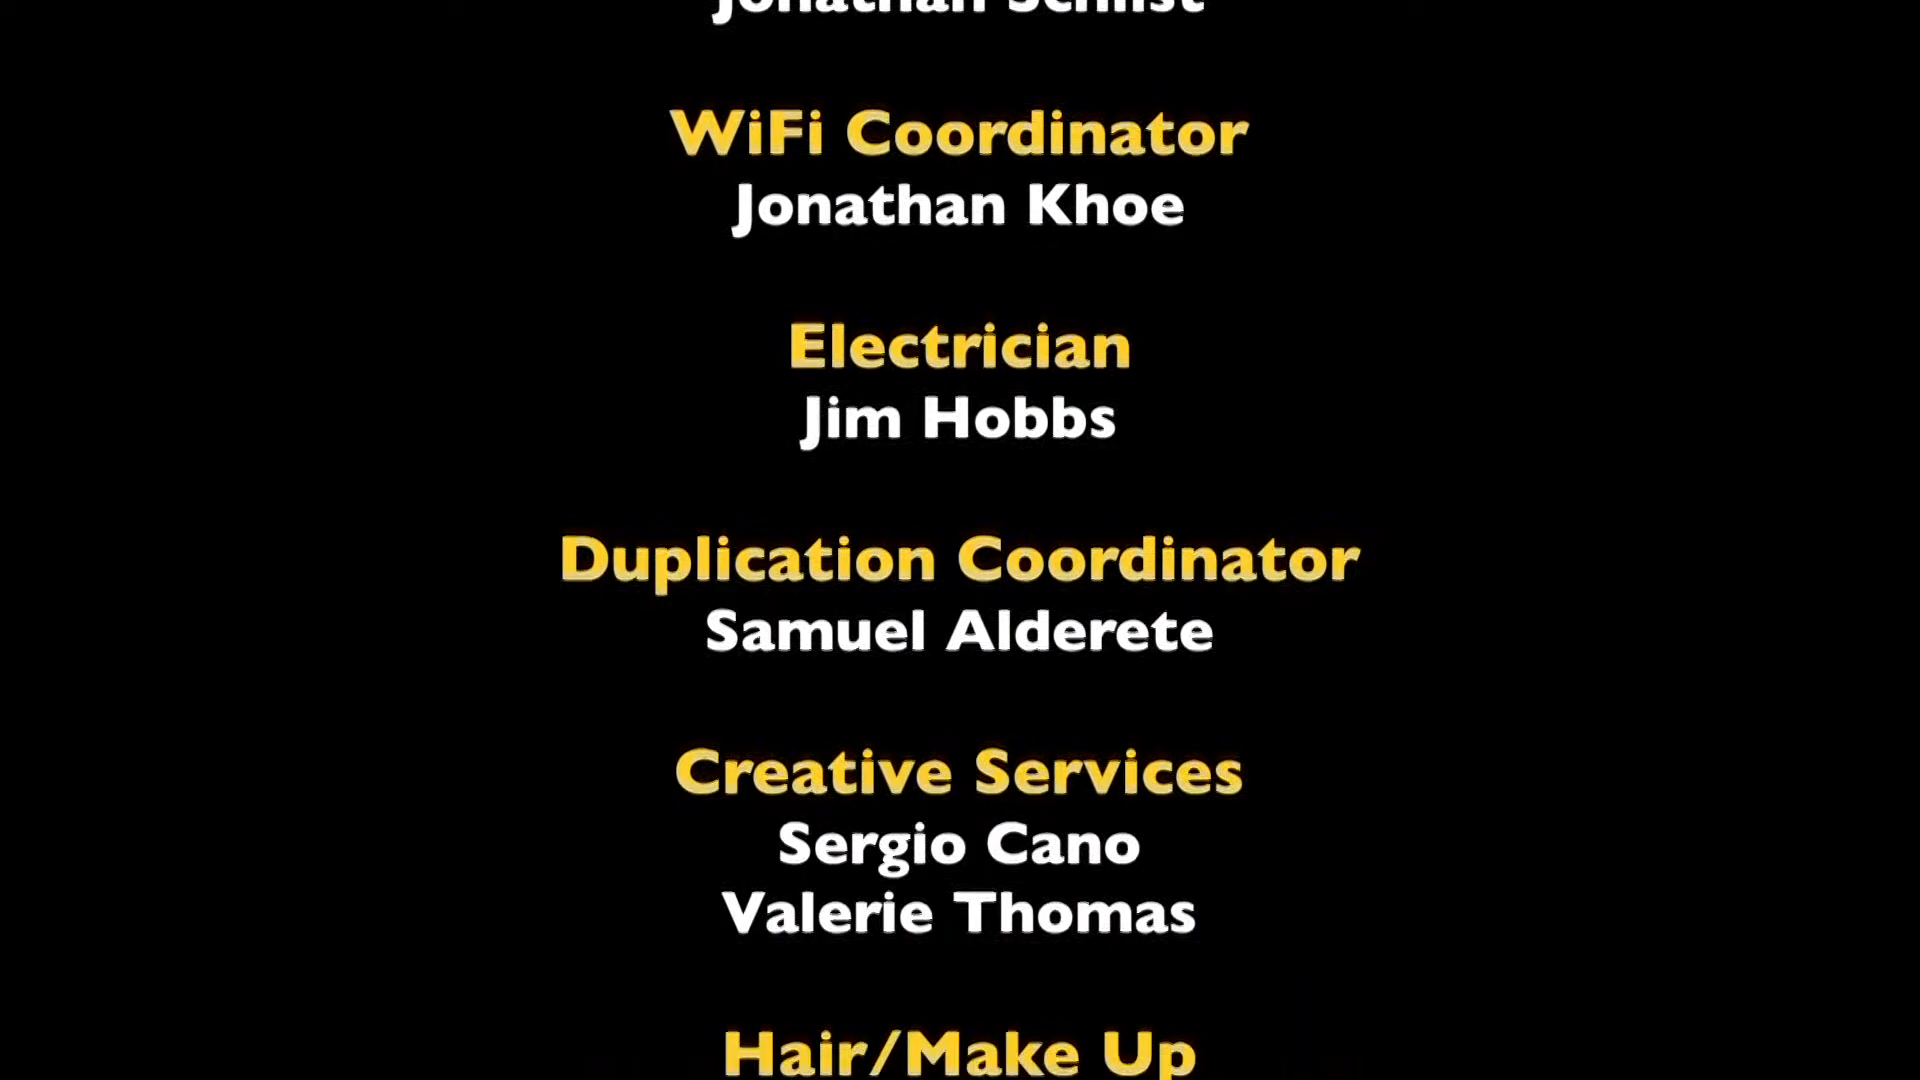 Jonathan
WiFi Coordinator
Jonathan Khoe
Electrician
Jim Hobbs
Duplication Coordinator
Samuel Alderete
Creative Services
Sergio Cano
Valerie Thomas
Hair/Make Up